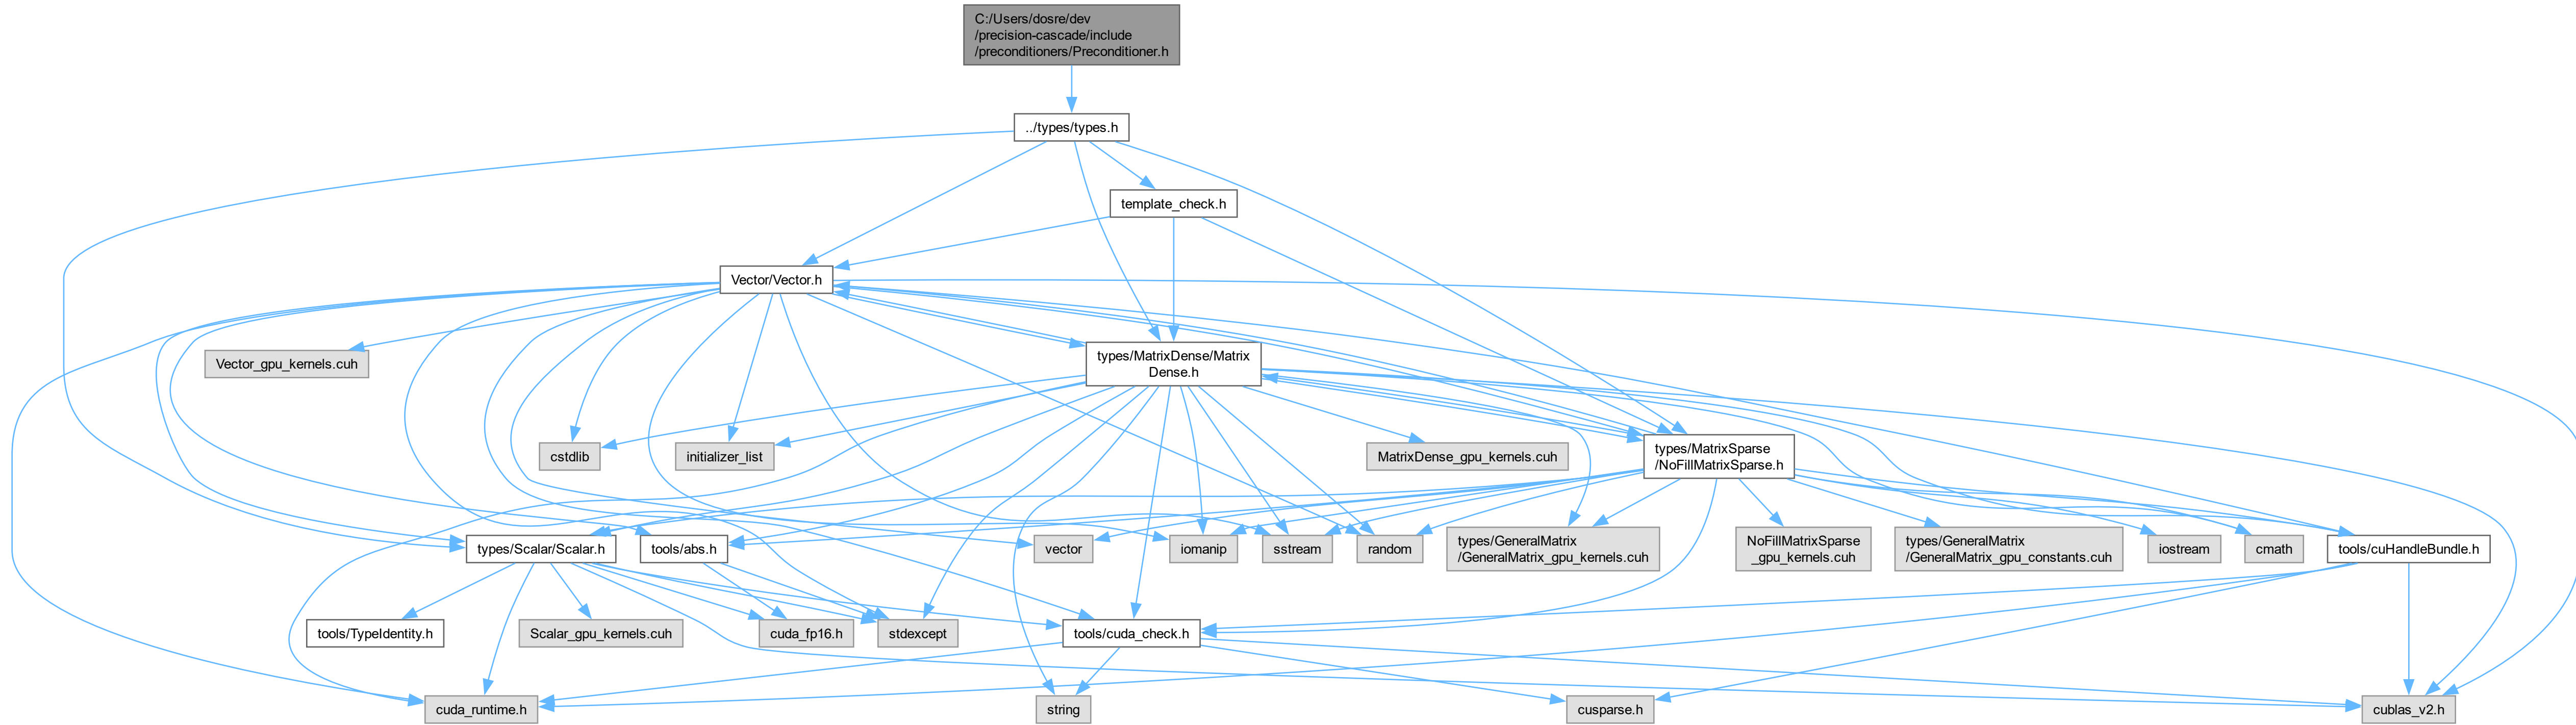 C:/Users/dosre/dev
/precision-cascade/include
/preconditioners/Preconditioner.h
../types/types.h
template_check.h
Vector/Vector.h
Vector_gpu_kernels.cuh
types/MatrixDense/Matrix
Dense.h
cstdlib
initializer_list
MatrixDense_gpu_kernels.cuh
types/MatrixSparse
/NoFillMatrixSparse.h
types/Scalar/Scalar.h
tools/abs.h
vector
iomanip
sstream
random
types/GeneralMatrix
/GeneralMatrix_gpu_kernels.cuh
NoFillMatrixSparse
_gpu_kernels.cuh
types/GeneralMatrix
/GeneralMatrix_gpu_constants.cuh
iostream
cmath
tools/cuHandleBundle.h
tools/TypeIdentity.h
Scalar_gpu_kernels.cuh
cuda_fp16.h
stdexcept
tools/cuda_check.h
cuda_runtime.h
string
cusparse.h
cublas_v2.h